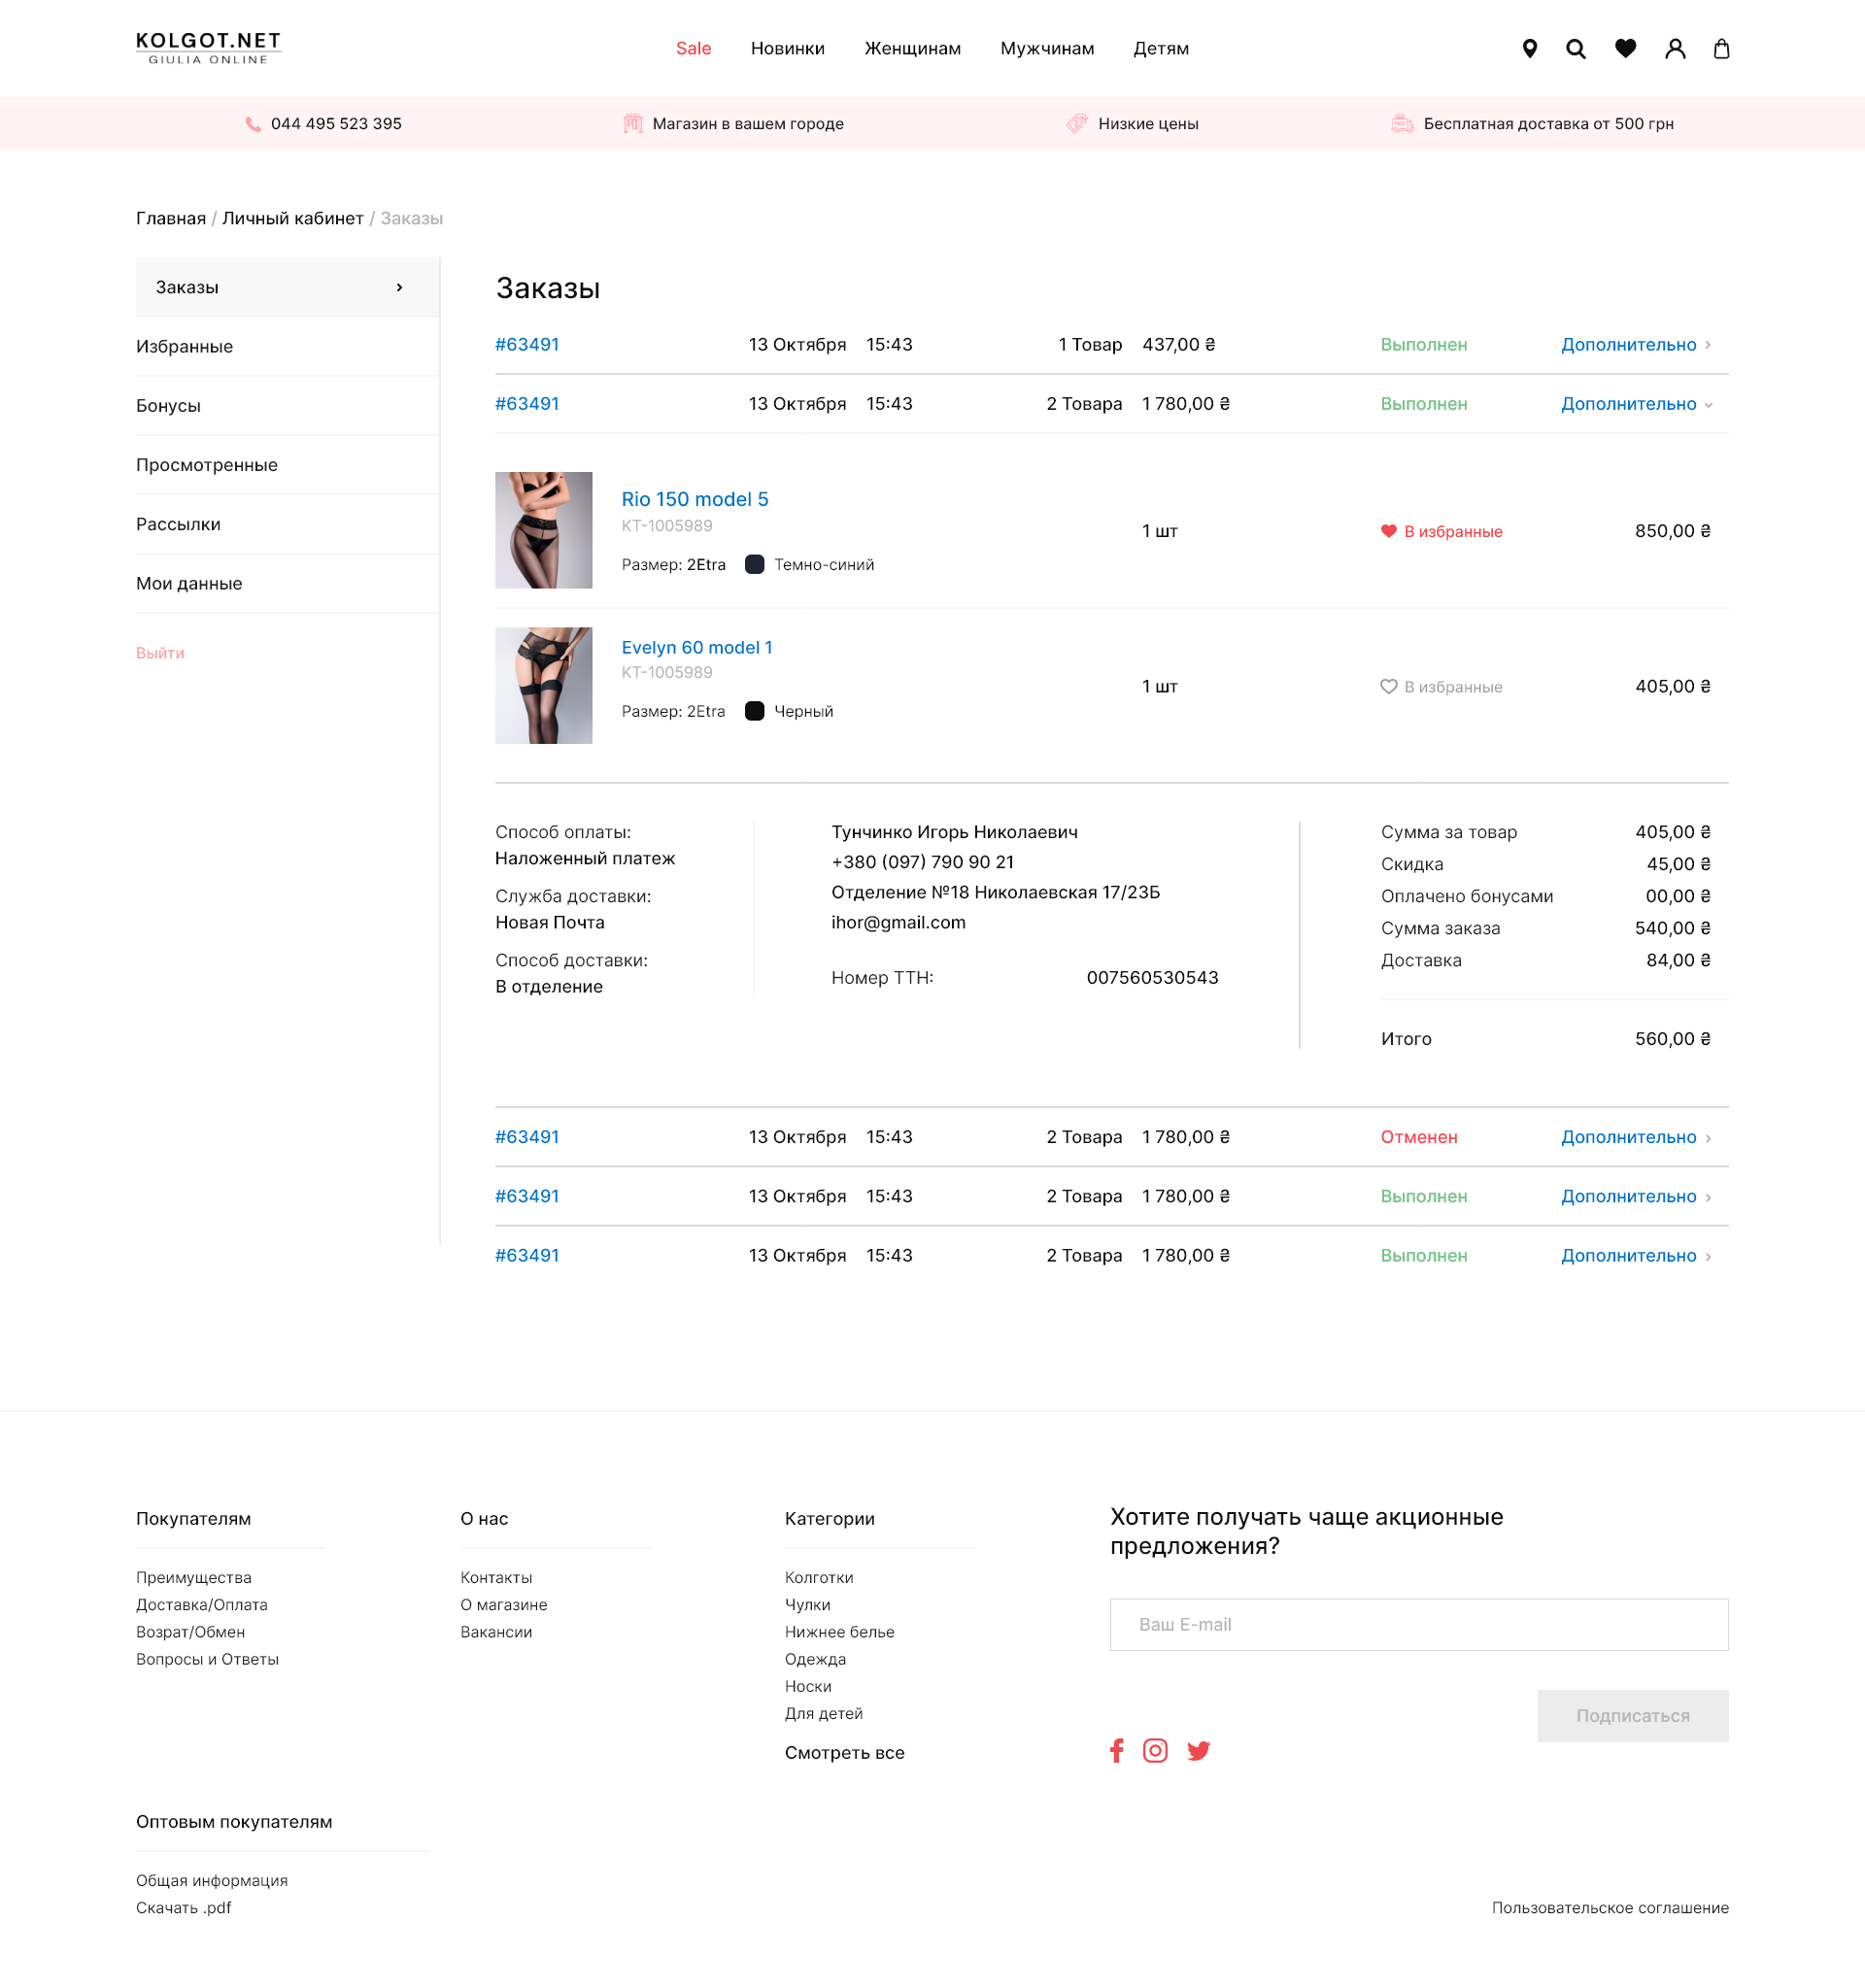 KOLGOT.NET
GIULIA ONLINE
Sale Новинки Женщинам Мужчинам Детям
044 495 523 395 Магазин в вашем городе Низкие цены Бесплатная доставка от 500 грн
Главная / Личный кабинет / Заказы
Заказы
Избранные
Бонусы
Просмотренные
Рассылки
Мои данные
Выйти
Заказы
#63491 13 Октября 15:43 1 Товар 437,00 ₴ Выполнен Дополнительно
#63491 13 Октября 15:43 2 Товара 1 780,00 ₴ Выполнен Дополнительно
Rio 150 model 5
KT-1005989
Размер: 2Etra Темно-синий
1 шт В избранные 850,00 ₴
Evelyn 60 model 1
KT-1005989
Размер: 2Etra Черный
1 шт В избранные 405,00 ₴
Способ оплаты:
Наложенный платеж
Служба доставки:
Новая Почта
Способ доставки:
В отделение
Тунчинко Игорь Николаевич
+380 (097) 790 90 21
Отделение №18 Николаевская 17/23Б
ihor@gmail.com
Номер ТТН: 007560530543
Сумма за товар 405,00 ₴
Скидка 45,00 ₴
Оплачено бонусами 00,00 ₴
Сумма заказа 540,00 ₴
Доставка 84,00 ₴
Итого 560,00 ₴
#63491 13 Октября 15:43 2 Товара 1 780,00 ₴ Отменен Дополнительно
#63491 13 Октября 15:43 2 Товара 1 780,00 ₴ Выполнен Дополнительно
#63491 13 Октября 15:43 2 Товара 1 780,00 ₴ Выполнен Дополнительно
Покупателям
Преимущества
Доставка/Оплата
Возрат/Обмен
Вопросы и Ответы
О нас
Контакты
О магазине
Вакансии
Категории
Колготки
Чулки
Нижнее белье
Одежда
Носки
Для детей
Смотреть все
Хотите получать чаще акционные
предложения?
Ваш E-mail
Подписаться
Оптовым покупателям
Общая информация
Скачать .pdf
Пользовательское соглашение